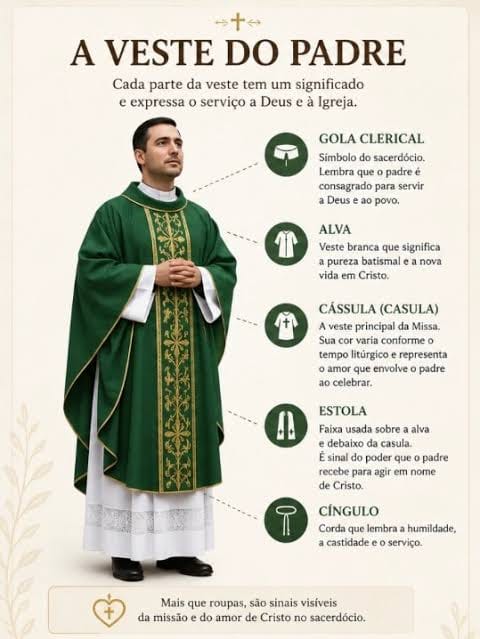 A VESTE DO PADRE
Cada parte da veste tem um significado
e expressa o serviço a Deus e à Igreja.
GOLA CLERICAL
Símbolo do sacerdócio.
Lembra que o padre é
consagrado para servir
a Deus e ao povo.
ALVA
Veste branca que significa
a pureza batismal e a nova
vida em Cristo.
CÁSSULA (CASULA)
A veste principal da Missa.
Sua cor varia conforme o
tempo litúrgico e representa
o amor que envolve o padre
ao celebrar.
ESTOLA
Faixa usada sobre a alva
e debaixo da casula.
É sinal do poder que o padre
recebe para agir em nome
de Cristo.
CÍNGULO
Corda que lembra a humildade,
a castidade e o serviço.
Mais que roupas, são sinais visíveis
da missão e do amor de Cristo no sacerdócio.